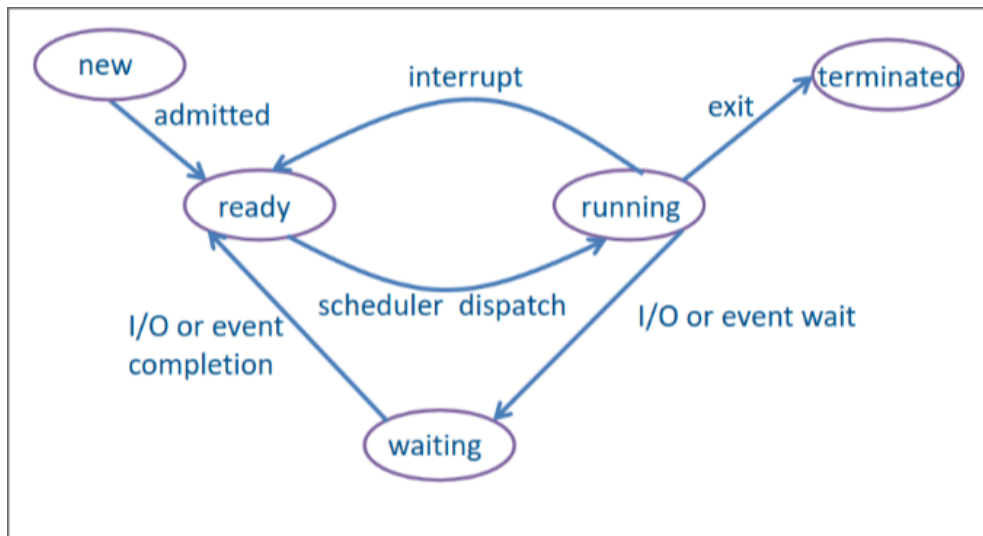 new
interrupt
terminated
admitted
exit
ready
running
scheduler dispatch
I/O or event
completion
I/O or event wait
waiting